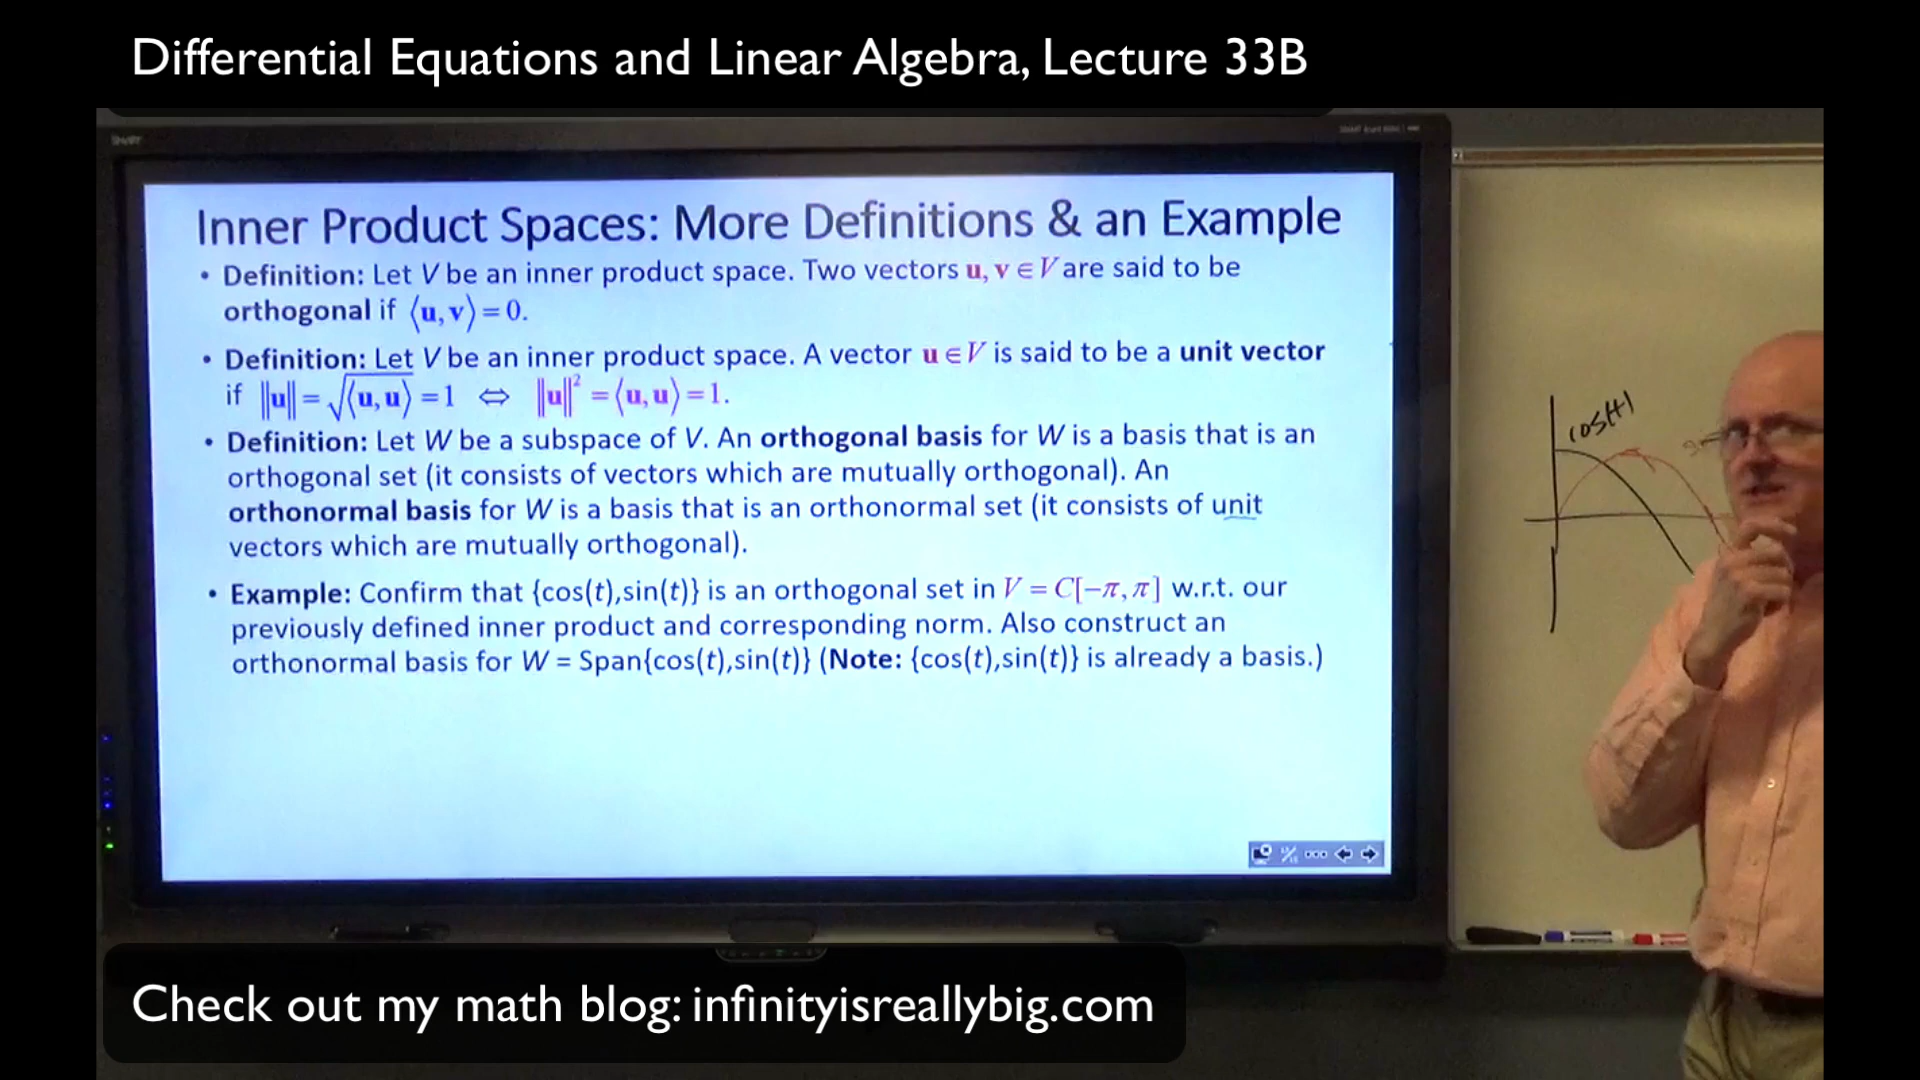 Differential Equations and Linear Algebra, Lecture 33B
Inner Product Spaces: More Definitions & an Example
• Definition: Let V be an inner product space. Two vectors u, v ∈ V are said to be
orthogonal if ⟨u, v⟩ = 0.
• Definition: Let V be an inner product space. A vector u ∈ V is said to be a unit vector
if ‖u‖ = √⟨u, u⟩ = 1 ⇔ ‖u‖² = ⟨u, u⟩ = 1.
• Definition: Let W be a subspace of V. An orthogonal basis for W is a basis that is an
orthogonal set (it consists of vectors which are mutually orthogonal). An
orthonormal basis for W is a basis that is an orthonormal set (it consists of unit
vectors which are mutually orthogonal).
• Example: Confirm that {cos(t),sin(t)} is an orthogonal set in V = C[−π, π] w.r.t. our
previously defined inner product and corresponding norm. Also construct an
orthonormal basis for W = Span{cos(t),sin(t)} (Note: {cos(t),sin(t)} is already a basis.)
cos(t)
Check out my math blog: infinityisreallybig.com